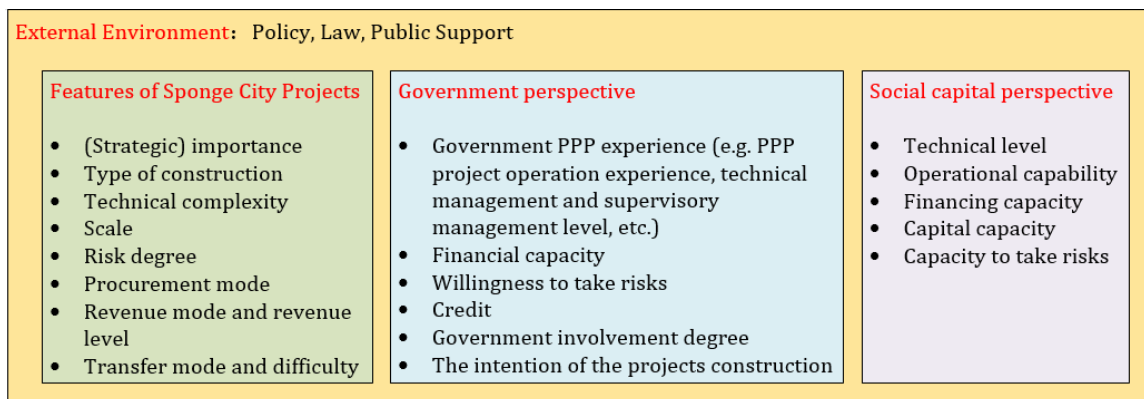 External Environment： Policy, Law, Public Support
Features of Sponge City Projects
• (Strategic) importance
• Type of construction
• Technical complexity
• Scale
• Risk degree
• Procurement mode
• Revenue mode and revenue
level
• Transfer mode and difficulty
Government perspective
• Government PPP experience (e.g. PPP
project operation experience, technical
management and supervisory
management level, etc.)
• Financial capacity
• Willingness to take risks
• Credit
• Government involvement degree
• The intention of the projects construction
Social capital perspective
• Technical level
• Operational capability
• Financing capacity
• Capital capacity
• Capacity to take risks